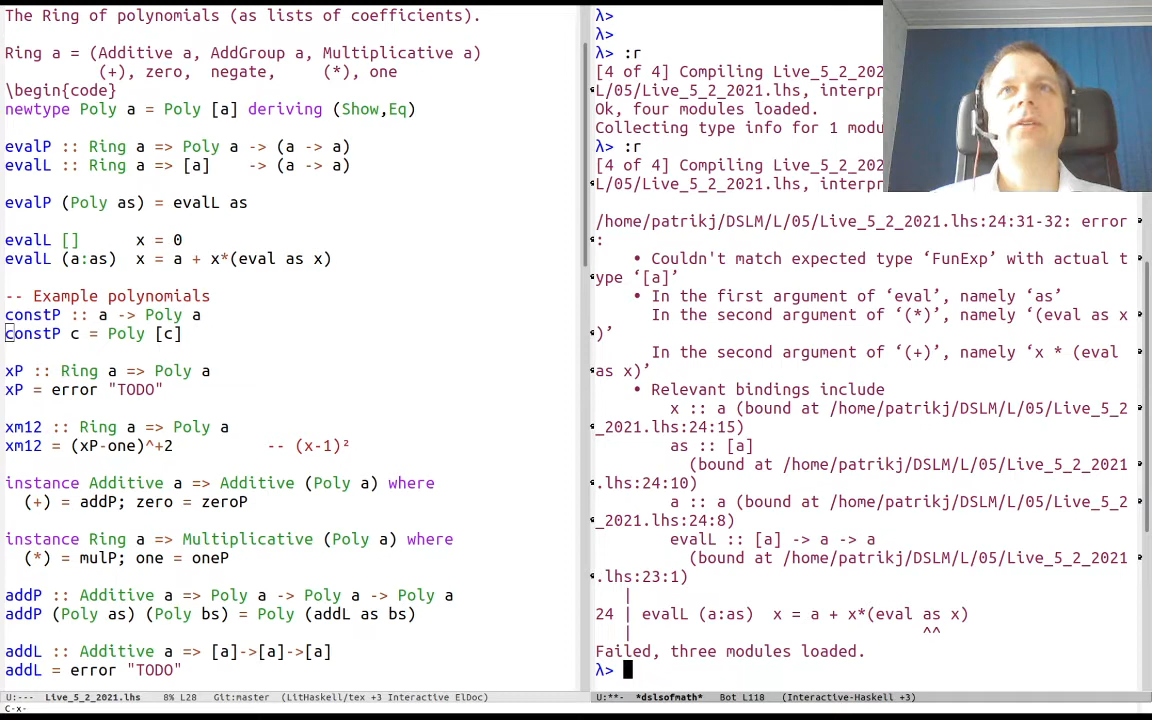 The Ring of polynomials (as lists of coefficients).
Ring a = (Additive a, AddGroup a, Multiplicative a)
(+), zero, negate, (*), one
\begin{code}
newtype Poly a = Poly [a] deriving (Show,Eq)
evalP :: Ring a => Poly a -> (a -> a)
evalL :: Ring a => [a] -> (a -> a)
evalP (Poly as) = evalL as
evalL [] x = 0
evalL (a:as) x = a + x*(eval as x)
-- Example polynomials
constP :: a -> Poly a
constP c = Poly [c]
xP :: Ring a => Poly a
xP = error "TODO"
xm12 :: Ring a => Poly a
xm12 = (xP-one)^+2 -- (x-1)²
instance Additive a => Additive (Poly a) where
(+) = addP; zero = zeroP
instance Ring a => Multiplicative (Poly a) where
(*) = mulP; one = oneP
addP :: Additive a => Poly a -> Poly a -> Poly a
addP (Poly as) (Poly bs) = Poly (addL as bs)
addL :: Additive a => [a]->[a]->[a]
addL = error "TODO"
U:--- Live_5_2_2021.lhs 8% L28 Git:master (LitHaskell/tex +3 Interactive ElDoc)
C-x-
λ>
λ>
λ> :r
[4 of 4] Compiling Live_5_2_202
L/05/Live_5_2_2021.lhs, interpr
Ok, four modules loaded.
Collecting type info for 1 modu
λ> :r
[4 of 4] Compiling Live_5_2_202
L/05/Live_5_2_2021.lhs, interpr
/home/patrikj/DSLM/L/05/Live_5_2_2021.lhs:24:31-32: error
:
• Couldn't match expected type ‘FunExp’ with actual t
ype ‘[a]’
• In the first argument of ‘eval’, namely ‘as’
In the second argument of ‘(*)’, namely ‘(eval as x
)’
In the second argument of ‘(+)’, namely ‘x * (eval
as x)’
• Relevant bindings include
x :: a (bound at /home/patrikj/DSLM/L/05/Live_5_2
_2021.lhs:24:15)
as :: [a]
(bound at /home/patrikj/DSLM/L/05/Live_5_2_2021
.lhs:24:10)
a :: a (bound at /home/patrikj/DSLM/L/05/Live_5_2
_2021.lhs:24:8)
evalL :: [a] -> a -> a
(bound at /home/patrikj/DSLM/L/05/Live_5_2_2021
.lhs:23:1)
|
24 | evalL (a:as) x = a + x*(eval as x)
| ^^
Failed, three modules loaded.
λ>
U:**- *dslsofmath* Bot L118 (Interactive-Haskell +3)